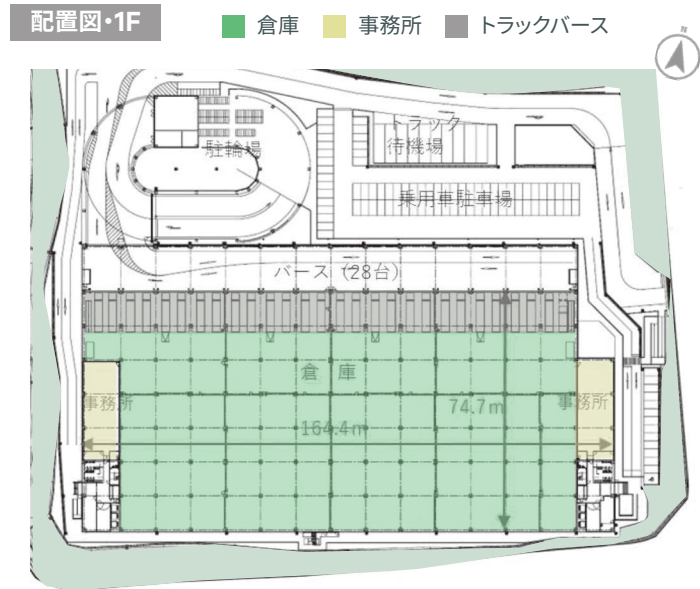 配置図・1F
倉庫 事務所 トラックバース
N
トラック
待機場
駐輪場
乗用車駐車場
バース（28台）
倉 庫
事務所 74.7m 事務所
164.4m